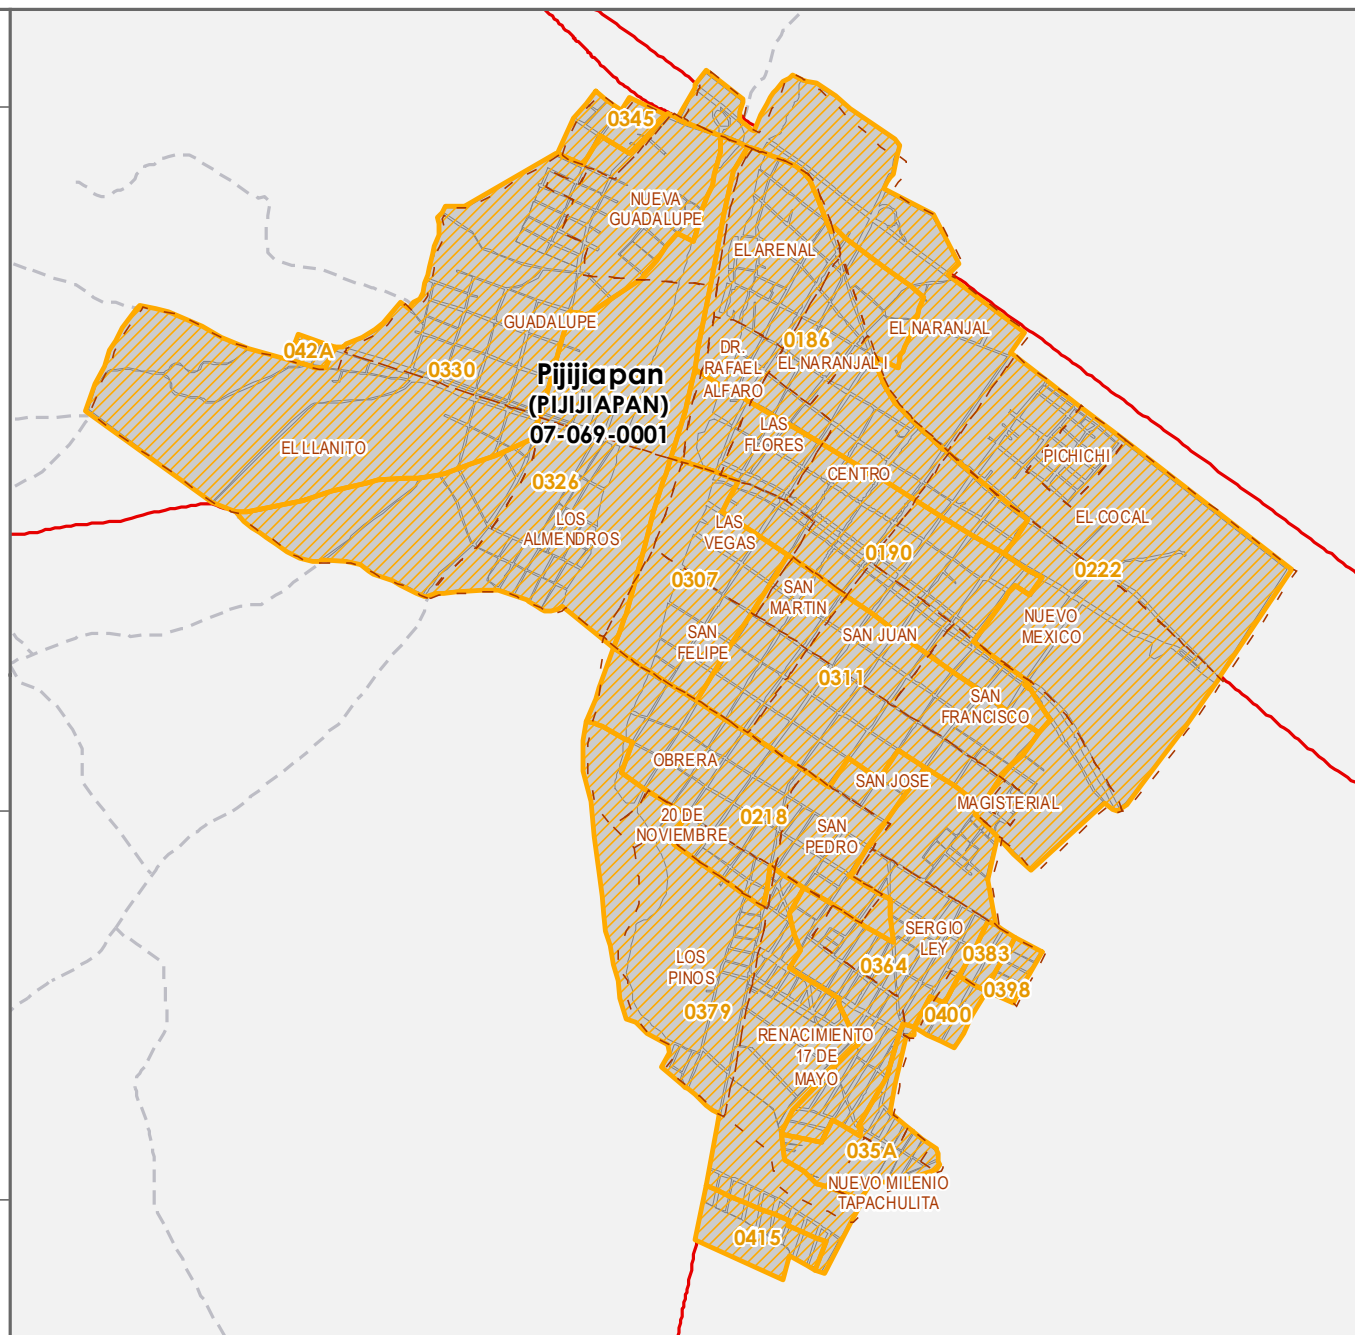 0345
NUEVA
GUADALUPE
EL ARENAL
GUADALUPE
EL NARANJAL
042A
0330
0186
DR.
RAFAEL
ALFARO
EL NARANJAL I
Pijijiapan
(PIJIJIAPAN)
07-069-0001
LAS
FLORES
EL LLANITO
CENTRO
PICHICHI
0326
LOS
ALMENDROS
EL COCAL
LAS
VEGAS
0190
0222
0307
SAN
MARTIN
NUEVO
MEXICO
SAN
FELIPE
SAN JUAN
0311
SAN
FRANCISCO
OBRERA
SAN JOSE
MAGISTERIAL
20 DE
NOVIEMBRE
0218
SAN
PEDRO
SERGIO
LEY
LOS
PINOS
0364
0383
0398
0379
0400
RENACIMIENTO
17 DE
MAYO
035A
NUEVO MILENIO
TAPACHULITA
0415